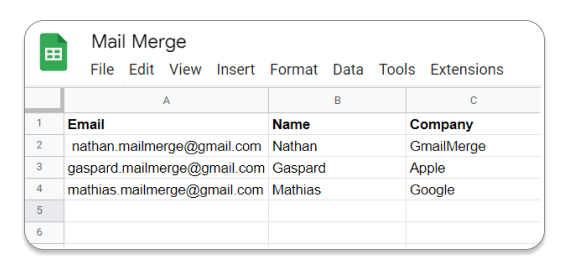 Mail Merge
File Edit View Insert Format Data Tools Extensions
A B C
1 Email Name Company
2 nathan.mailmerge@gmail.com Nathan GmailMerge
3 gaspard.mailmerge@gmail.com Gaspard Apple
4 mathias.mailmerge@gmail.com Mathias Google
5
6